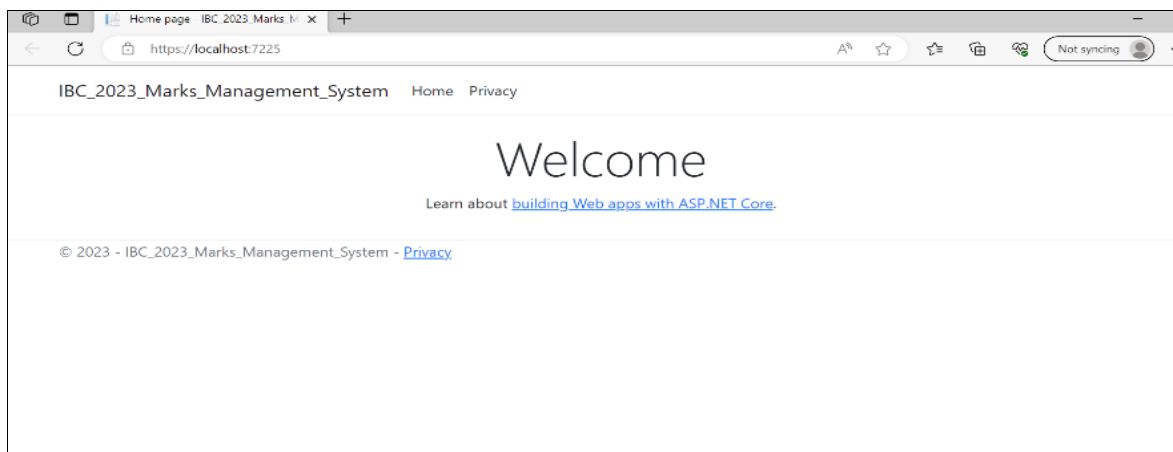 Home page - IBC_2023_Marks_M
https://localhost:7225
Not syncing
IBC_2023_Marks_Management_System Home Privacy
Welcome
Learn about building Web apps with ASP.NET Core.
© 2023 - IBC_2023_Marks_Management_System - Privacy